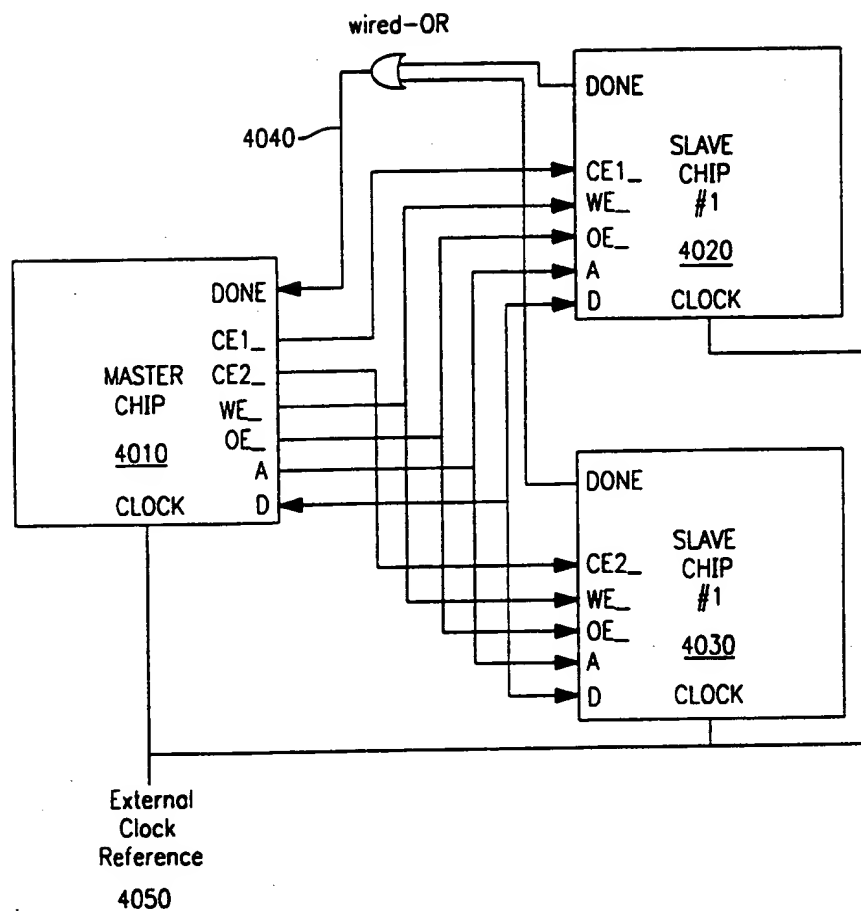 wired-OR
4040
DONE
CE1_
WE_
OE_
A
D
CLOCK
SLAVE
CHIP
#1
4020
DONE
CE1_
CE2_
WE_
OE_
A
D
MASTER
CHIP
4010
CLOCK
DONE
CE2_
WE_
OE_
A
D
CLOCK
SLAVE
CHIP
#1
4030
External
Clock
Reference
4050